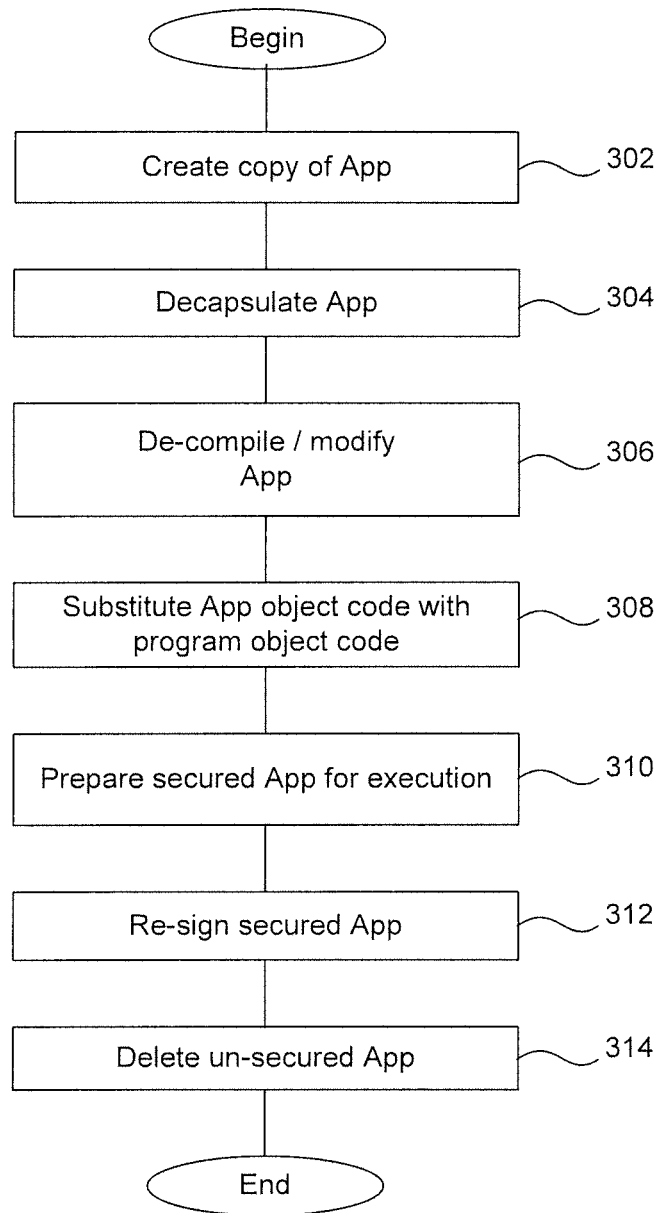 Begin
Create copy of App
302
Decapsulate App
304
De-compile / modify
App
306
Substitute App object code with
program object code
308
Prepare secured App for execution
310
Re-sign secured App
312
Delete un-secured App
314
End